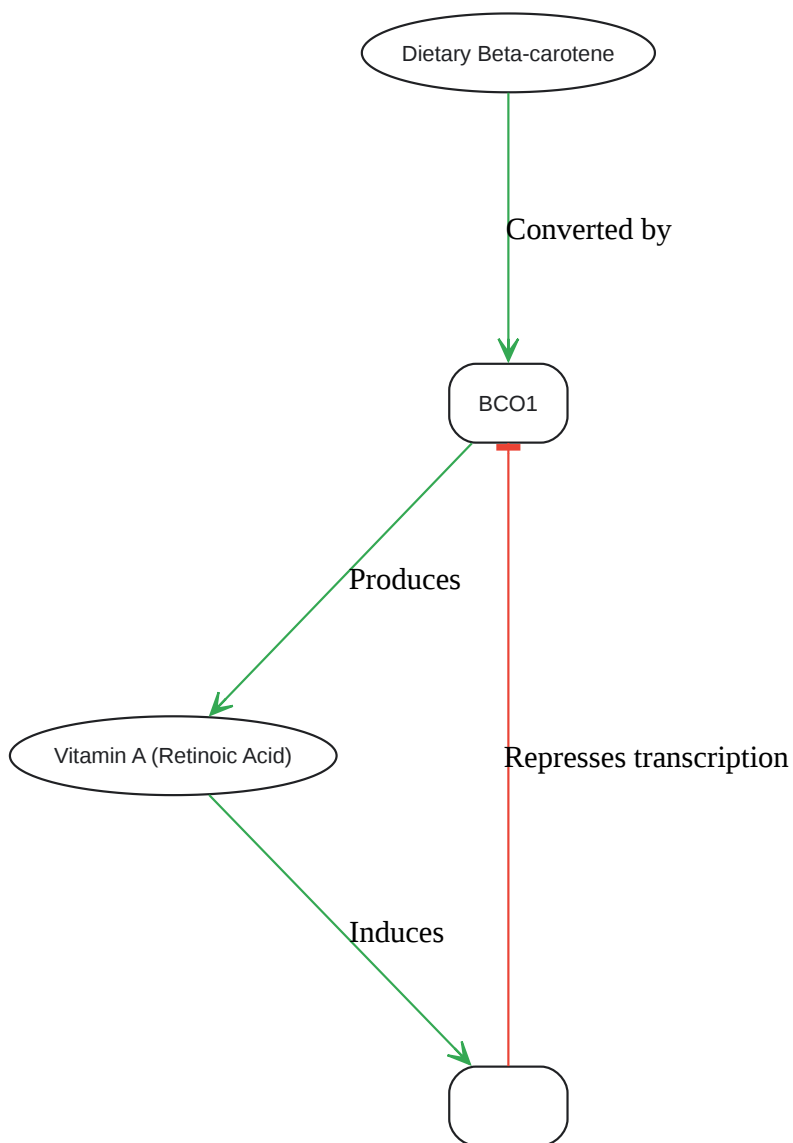 Dietary Beta-carotene
Converted by
BCO1
Produces
Vitamin A (Retinoic Acid)
Represses transcription
Induces